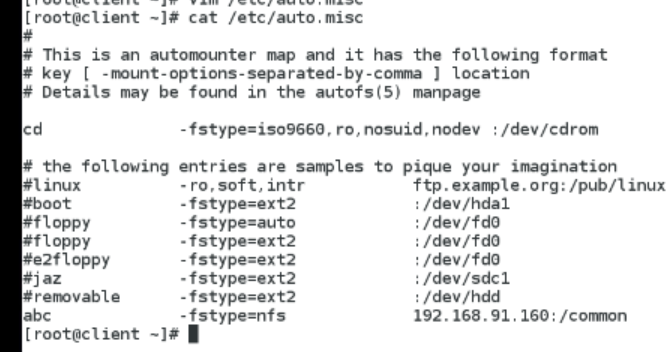 [root@client ~]# vim /etc/auto.misc
[root@client ~]# cat /etc/auto.misc
#
# This is an automounter map and it has the following format
# key [ -mount-options-separated-by-comma ] location
# Details may be found in the autofs(5) manpage
cd -fstype=iso9660,ro,nosuid,nodev :/dev/cdrom
# the following entries are samples to pique your imagination
#linux -ro,soft,intr ftp.example.org:/pub/linux
#boot -fstype=ext2 :/dev/hda1
#floppy -fstype=auto :/dev/fd0
#floppy -fstype=ext2 :/dev/fd0
#e2floppy -fstype=ext2 :/dev/fd0
#jaz -fstype=ext2 :/dev/sdc1
#removable -fstype=ext2 :/dev/hdd
abc -fstype=nfs 192.168.91.160:/common
[root@client ~]#